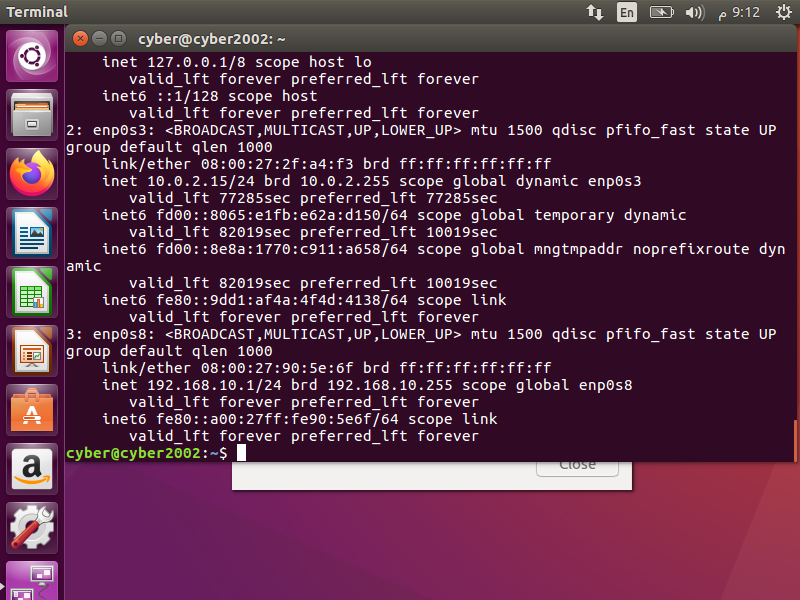 Terminal
En
م 9:12
cyber@cyber2002: ~
inet 127.0.0.1/8 scope host lo
valid_lft forever preferred_lft forever
inet6 ::1/128 scope host
valid_lft forever preferred_lft forever
2: enp0s3: <BROADCAST,MULTICAST,UP,LOWER_UP> mtu 1500 qdisc pfifo_fast state UP
group default qlen 1000
link/ether 08:00:27:2f:a4:f3 brd ff:ff:ff:ff:ff:ff
inet 10.0.2.15/24 brd 10.0.2.255 scope global dynamic enp0s3
valid_lft 77285sec preferred_lft 77285sec
inet6 fd00::8065:e1fb:e62a:d150/64 scope global temporary dynamic
valid_lft 82019sec preferred_lft 10019sec
inet6 fd00::8e8a:1770:c911:a658/64 scope global mngtmpaddr noprefixroute dyn
amic
valid_lft 82019sec preferred_lft 10019sec
inet6 fe80::9dd1:af4a:4f4d:4138/64 scope link
valid_lft forever preferred_lft forever
3: enp0s8: <BROADCAST,MULTICAST,UP,LOWER_UP> mtu 1500 qdisc pfifo_fast state UP
group default qlen 1000
link/ether 08:00:27:90:5e:6f brd ff:ff:ff:ff:ff:ff
inet 192.168.10.1/24 brd 192.168.10.255 scope global enp0s8
valid_lft forever preferred_lft forever
inet6 fe80::a00:27ff:fe90:5e6f/64 scope link
valid_lft forever preferred_lft forever
cyber@cyber2002:~$
Close